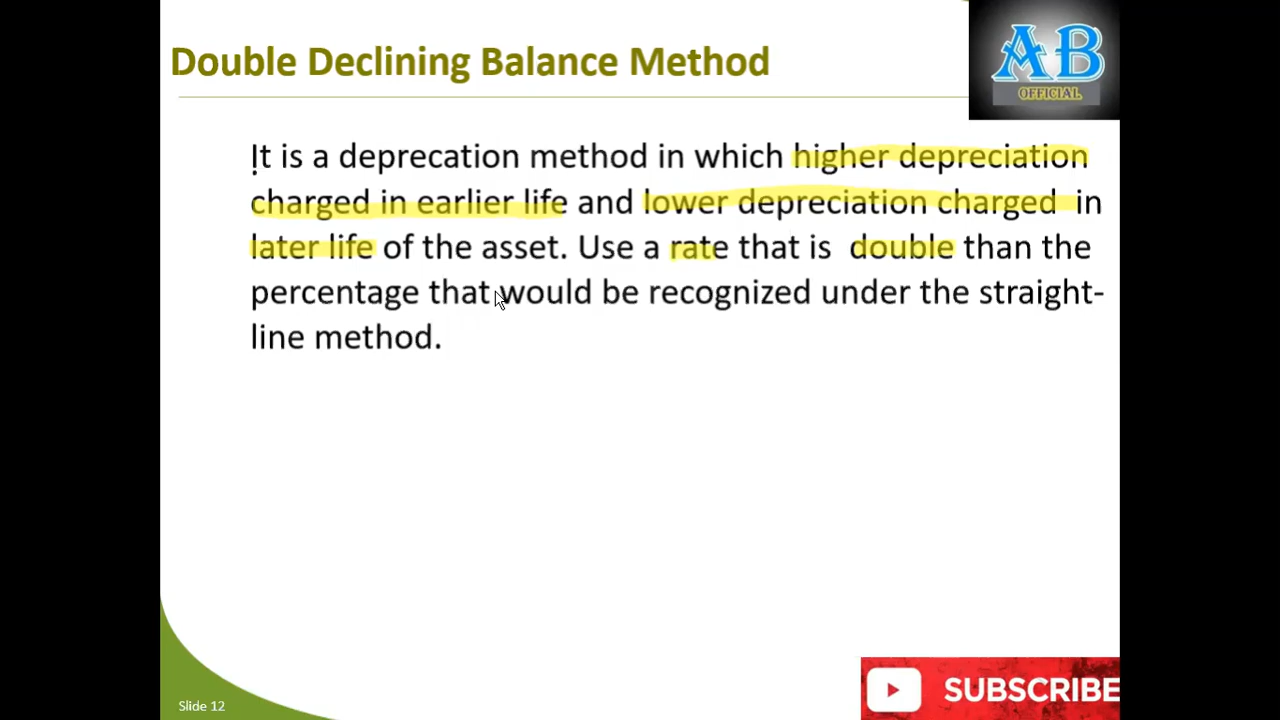 Double Declining Balance Method
AB
OFFICIAL
It is a deprecation method in which higher depreciation
charged in earlier life and lower depreciation charged in
later life of the asset. Use a rate that is double than the
percentage that would be recognized under the straight-
line method.
Slide 12
SUBSCRIBE